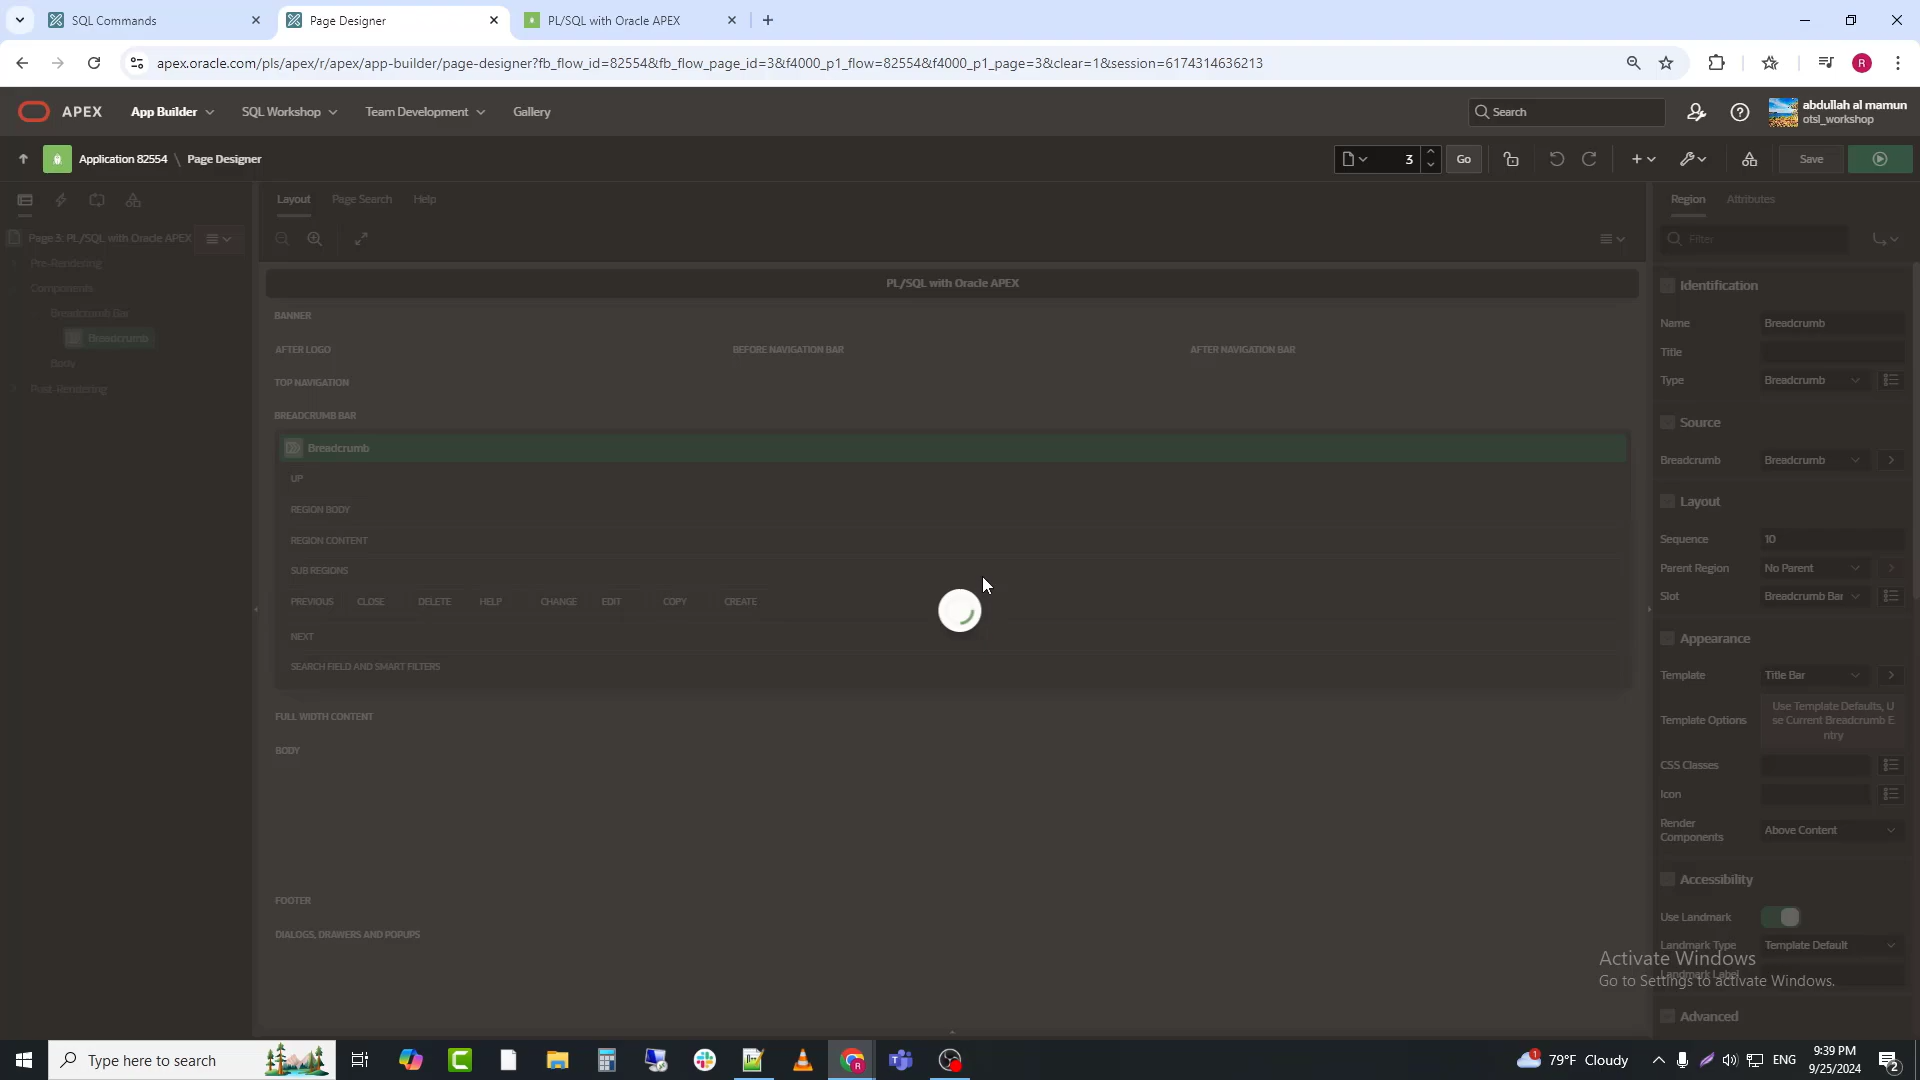 SQL Commands
Page Designer
PL/SQL with Oracle APEX
apex.oracle.com/pls/apex/r/apex/app-builder/page-designer?fb_flow_id=82554&fb_flow_page_id=3&f4000_p1_flow=82554&f4000_p1_page=3&clear=1&session=6174314636213
R
APEX
App Builder
SQL Workshop
Team Development
Gallery
Search
abdullah al mamun
otsl_workshop
Application 82554 \ Page Designer
3
Go
Save
Layout
Page Search
Help
Region
Attributes
Page 3: PL/SQL with Oracle APEX
Filter
Pre-Rendering
Components
Breadcrumb Bar
Breadcrumb
Body
Post-Rendering
PL/SQL with Oracle APEX
BANNER
AFTER LOGO
BEFORE NAVIGATION BAR
AFTER NAVIGATION BAR
TOP NAVIGATION
BREADCRUMB BAR
Breadcrumb
UP
REGION BODY
REGION CONTENT
SUB REGIONS
PREVIOUS
CLOSE
DELETE
HELP
CHANGE
EDIT
COPY
CREATE
NEXT
SEARCH FIELD AND SMART FILTERS
FULL WIDTH CONTENT
BODY
FOOTER
DIALOGS, DRAWERS AND POPUPS
Identification
Name
Breadcrumb
Title
Type
Breadcrumb
Source
Breadcrumb
Breadcrumb
Layout
Sequence
10
Parent Region
No Parent
Slot
Breadcrumb Bar
Appearance
Template
Title Bar
Template Options
Use Template Defaults, U
se Current Breadcrumb E
ntry
CSS Classes
Icon
Render
Components
Above Content
Accessibility
Use Landmark
Landmark Type
Template Default
Landmark Label
Advanced
Activate Windows
Go to Settings to activate Windows.
Type here to search
1
79°F Cloudy
ENG
9:39 PM
9/25/2024
2